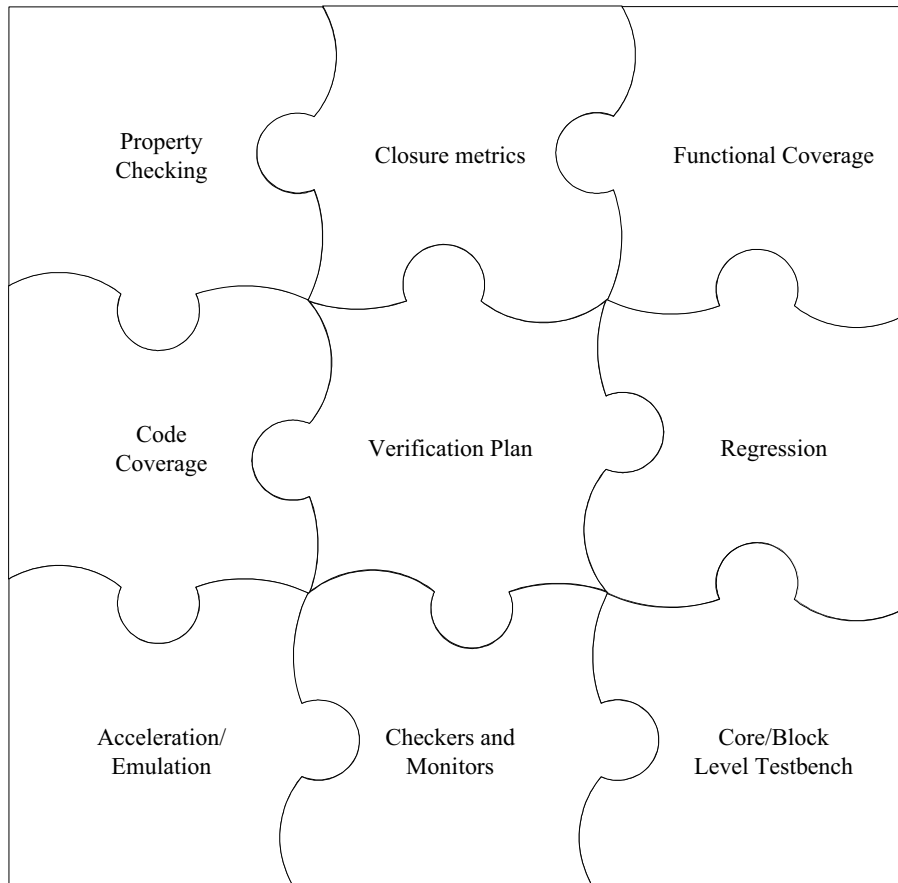 Property
Checking
Closure metrics
Functional Coverage
Code
Coverage
Verification Plan
Regression
Acceleration/
Emulation
Checkers and
Monitors
Core/Block
Level Testbench